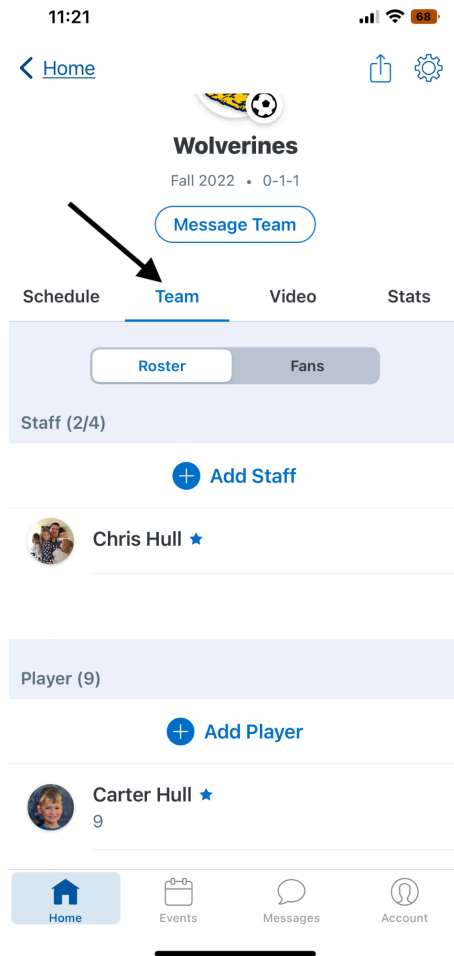 11:21
68
Home
Wolverines
Fall 2022 • 0-1-1
Message Team
Schedule Team Video Stats
Roster Fans
Staff (2/4)
Add Staff
Chris Hull
Player (9)
Add Player
Carter Hull
9
Home Events Messages Account